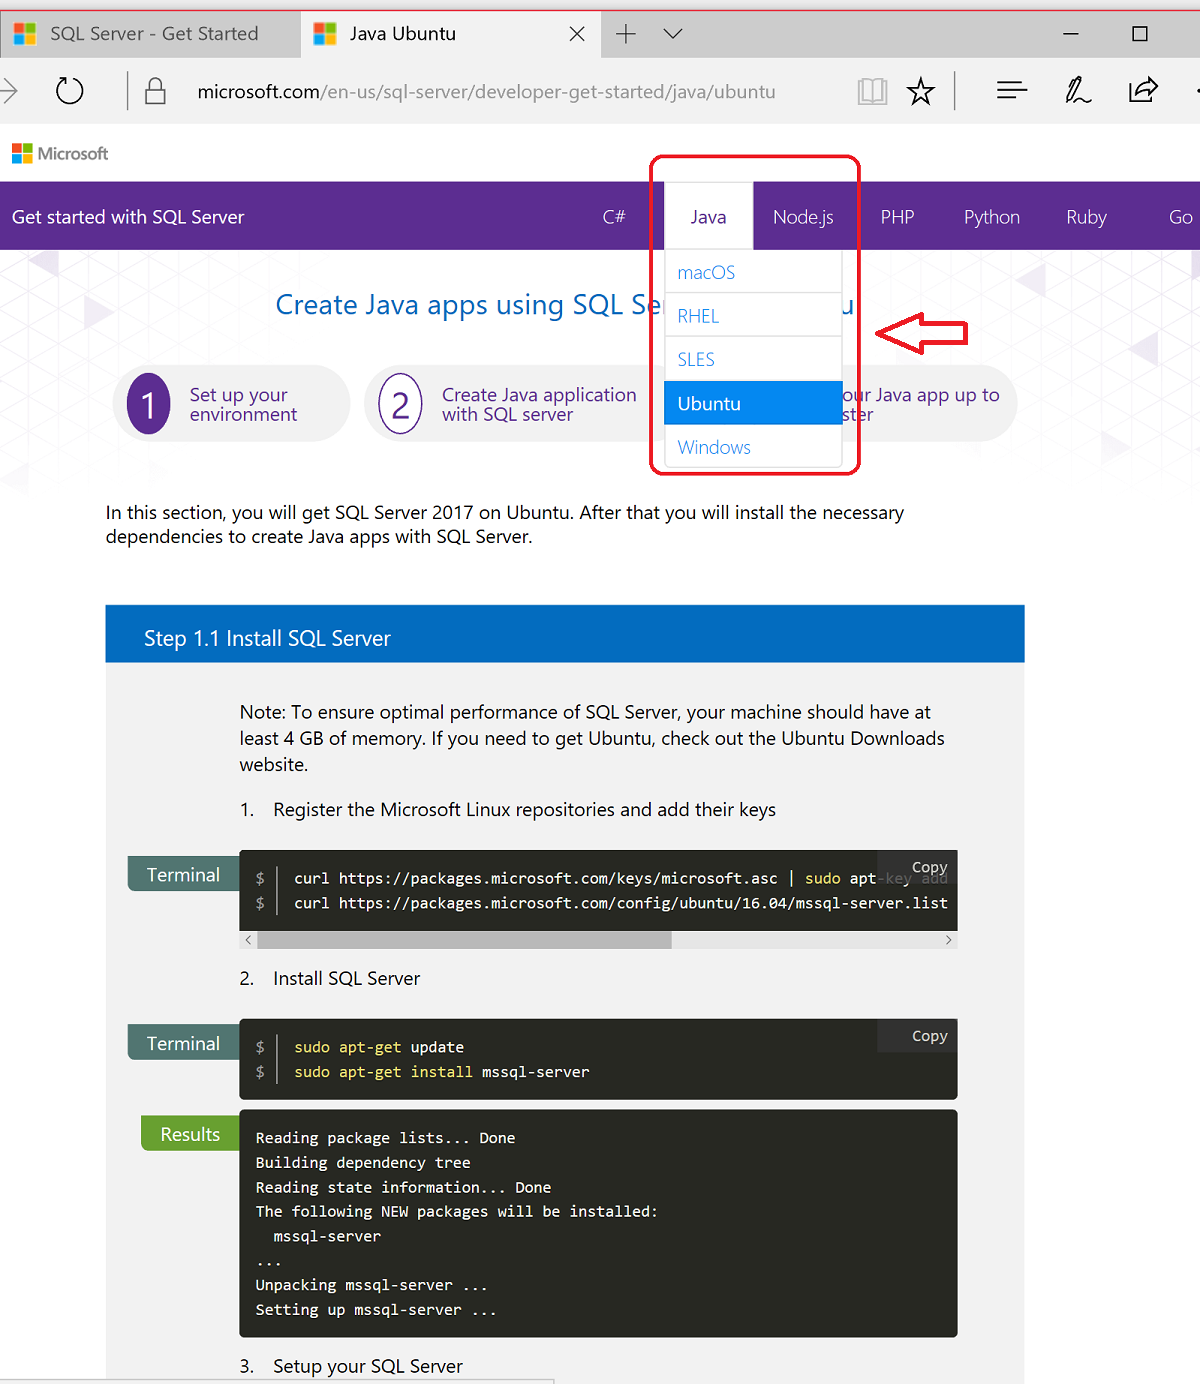 SQL Server - Get Started
Java Ubuntu
microsoft.com/en-us/sql-server/developer-get-started/java/ubuntu
Microsoft
Get started with SQL Server
C#
Java
Node.js
PHP
Python
Ruby
Go
macOS
RHEL
SLES
Ubuntu
Windows
Create Java apps using SQL Se u
1
Set up your
environment
2
Create Java application
with SQL server
our Java app up to
ster
In this section, you will get SQL Server 2017 on Ubuntu. After that you will install the necessary
dependencies to create Java apps with SQL Server.
Step 1.1 Install SQL Server
Note: To ensure optimal performance of SQL Server, your machine should have at
least 4 GB of memory. If you need to get Ubuntu, check out the Ubuntu Downloads
website.
1. Register the Microsoft Linux repositories and add their keys
Terminal
Copy
$ curl https://packages.microsoft.com/keys/microsoft.asc | sudo apt-key add
$ curl https://packages.microsoft.com/config/ubuntu/16.04/mssql-server.list
2. Install SQL Server
Terminal
Copy
$ sudo apt-get update
$ sudo apt-get install mssql-server
Results
Reading package lists... Done
Building dependency tree
Reading state information... Done
The following NEW packages will be installed:
mssql-server
...
Unpacking mssql-server ...
Setting up mssql-server ...
3. Setup your SQL Server